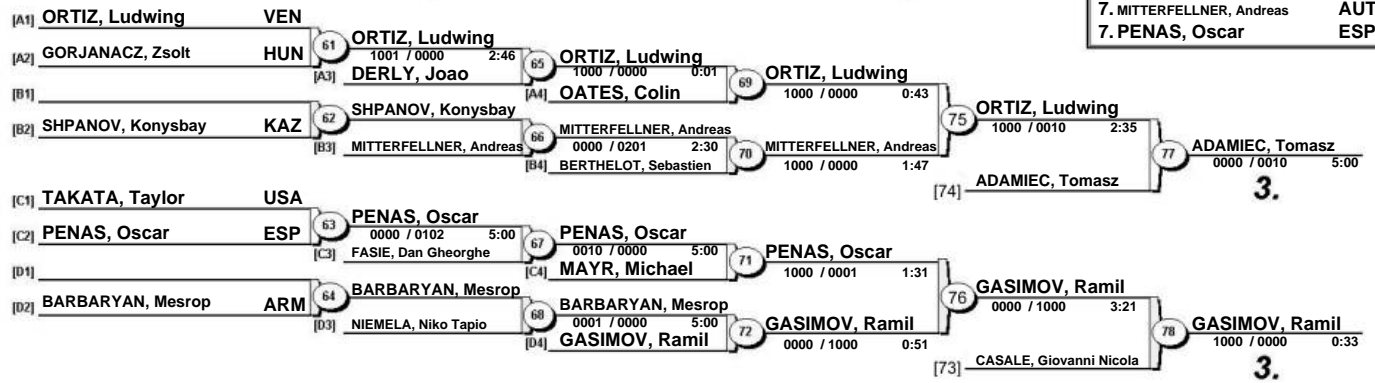 7. MITTERFELLNER, Andreas AUT
7. PENAS, Oscar ESP
[A1] ORTIZ, Ludwing VEN
[A2] GORJANACZ, Zsolt HUN
61 ORTIZ, Ludwing
1001 / 0000 2:46
[A3] DERLY, Joao
65 ORTIZ, Ludwing
1000 / 0000 0:01
[A4] OATES, Colin
69 ORTIZ, Ludwing
1000 / 0000 0:43
[B1]
[B2] SHPANOV, Konysbay KAZ
62 SHPANOV, Konysbay
[B3] MITTERFELLNER, Andreas
66 MITTERFELLNER, Andreas
0000 / 0201 2:30
[B4] BERTHELOT, Sebastien
70 MITTERFELLNER, Andreas
1000 / 0000 1:47
75 ORTIZ, Ludwing
1000 / 0010 2:35
[74] ADAMIEC, Tomasz
77 ADAMIEC, Tomasz
0000 / 0010 5:00
3.
[C1] TAKATA, Taylor USA
[C2] PENAS, Oscar ESP
63 PENAS, Oscar
0000 / 0102 5:00
[C3] FASIE, Dan Gheorghe
67 PENAS, Oscar
0010 / 0000 5:00
[C4] MAYR, Michael
71 PENAS, Oscar
1000 / 0001 1:31
[D1]
[D2] BARBARYAN, Mesrop ARM
64 BARBARYAN, Mesrop
[D3] NIEMELA, Niko Tapio
68 BARBARYAN, Mesrop
0001 / 0000 5:00
[D4] GASIMOV, Ramil
72 GASIMOV, Ramil
0000 / 1000 0:51
76 GASIMOV, Ramil
0000 / 1000 3:21
[73] CASALE, Giovanni Nicola
78 GASIMOV, Ramil
1000 / 0000 0:33
3.